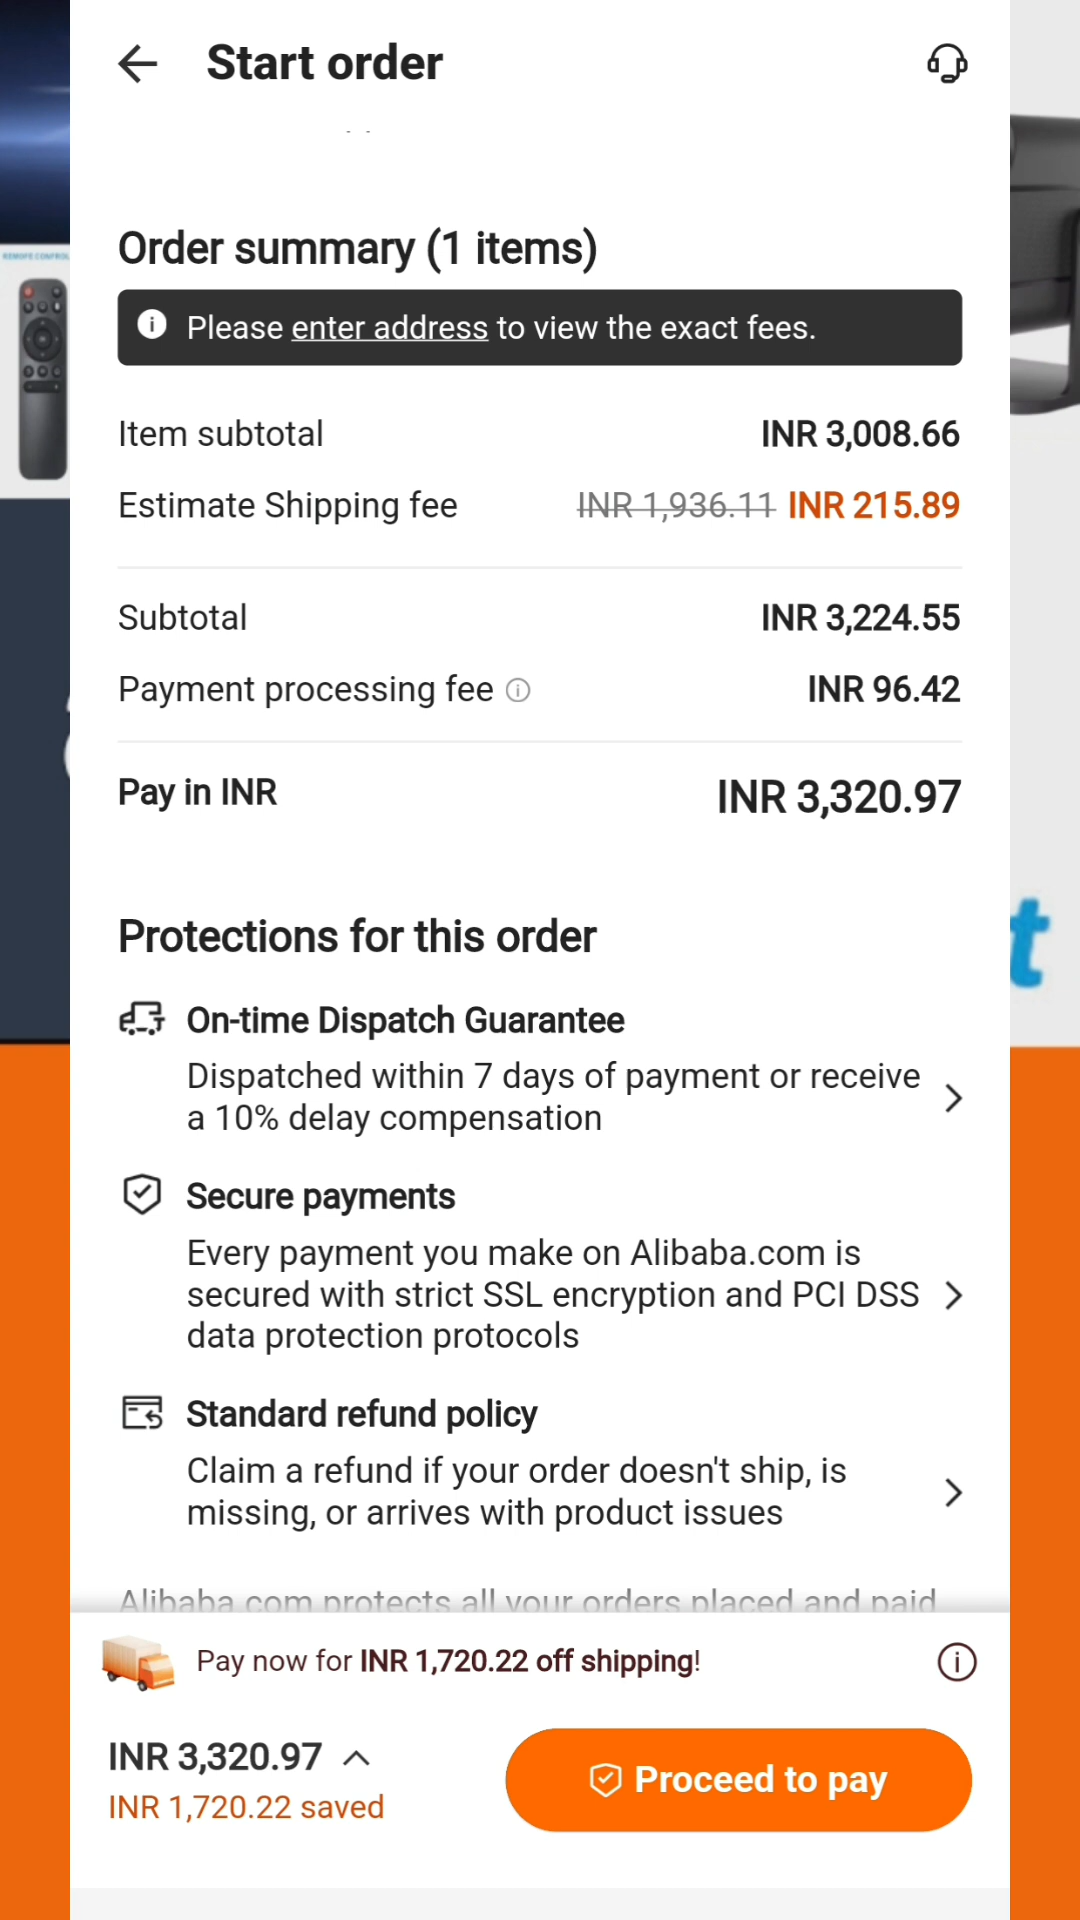 Start order
REMOTE CONTROL
Order summary (1 items)
Please enter address to view the exact fees.
Item subtotal INR 3,008.66
Estimate Shipping fee INR 1,936.11 INR 215.89
Subtotal INR 3,224.55
Payment processing fee INR 96.42
Pay in INR INR 3,320.97
Protections for this order
t
On-time Dispatch Guarantee
Dispatched within 7 days of payment or receive
a 10% delay compensation
Secure payments
Every payment you make on Alibaba.com is
secured with strict SSL encryption and PCI DSS
data protection protocols
Standard refund policy
Claim a refund if your order doesn't ship, is
missing, or arrives with product issues
Alibaba.com protects all your orders placed and paid
Pay now for INR 1,720.22 off shipping!
INR 3,320.97
INR 1,720.22 saved
Proceed to pay